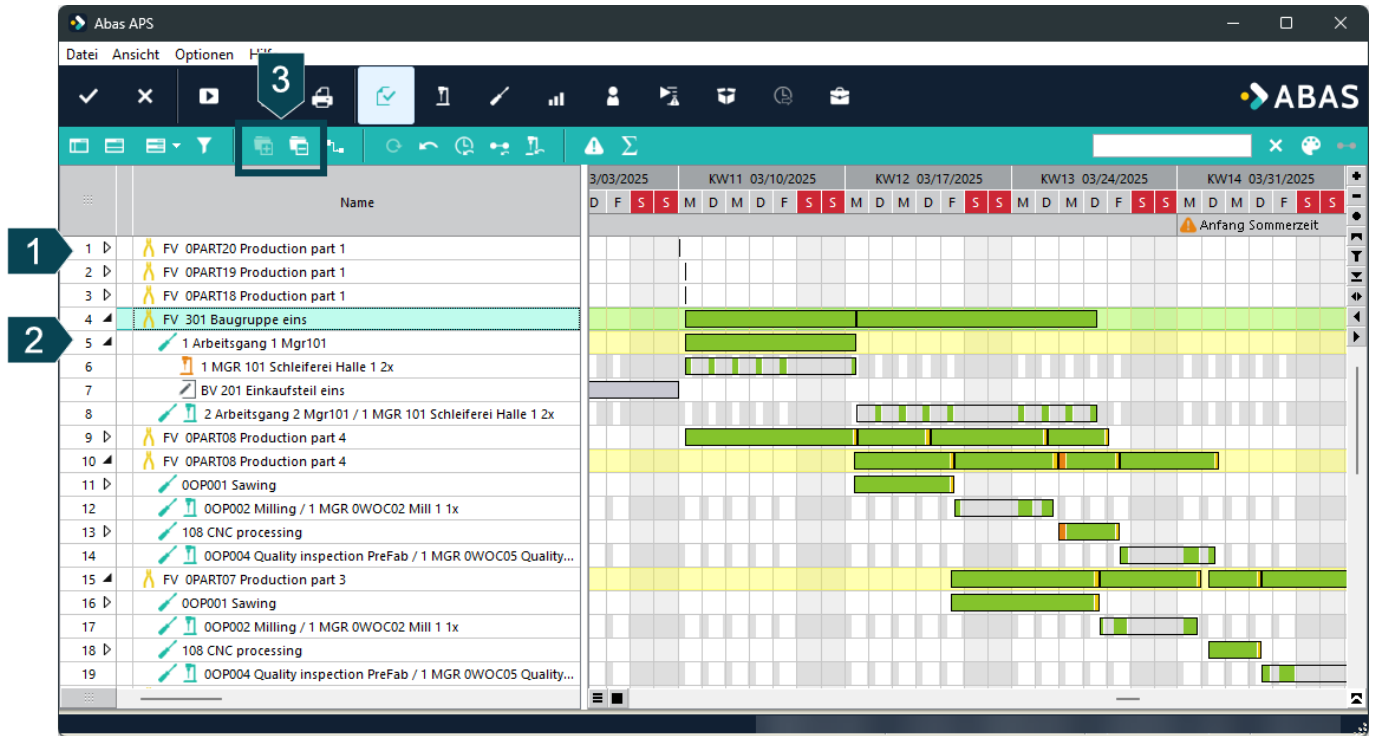 Abas APS
Datei Ansicht Optionen
3
ABAS
3/03/2025 KW11 03/10/2025 KW12 03/17/2025 KW13 03/24/2025 KW14 03/31/2025
Name
D F S S M D M D F S S M D M D F S S M D M D F S S M D M D F S S
Anfang Sommerzeit
1
1 FV 0PART20 Production part 1
2 FV 0PART19 Production part 1
3 FV 0PART18 Production part 1
4 FV 301 Baugruppe eins
2
5 1 Arbeitsgang 1 Mgr101
6 1 MGR 101 Schleiferei Halle 1 2x
7 BV 201 Einkaufsteil eins
8 2 Arbeitsgang 2 Mgr101 / 1 MGR 101 Schleiferei Halle 1 2x
9 FV 0PART08 Production part 4
10 FV 0PART08 Production part 4
11 0OP001 Sawing
12 0OP002 Milling / 1 MGR 0WOC02 Mill 1 1x
13 108 CNC processing
14 0OP004 Quality inspection PreFab / 1 MGR 0WOC05 Quality...
15 FV 0PART07 Production part 3
16 0OP001 Sawing
17 0OP002 Milling / 1 MGR 0WOC02 Mill 1 1x
18 108 CNC processing
19 0OP004 Quality inspection PreFab / 1 MGR 0WOC05 Quality...